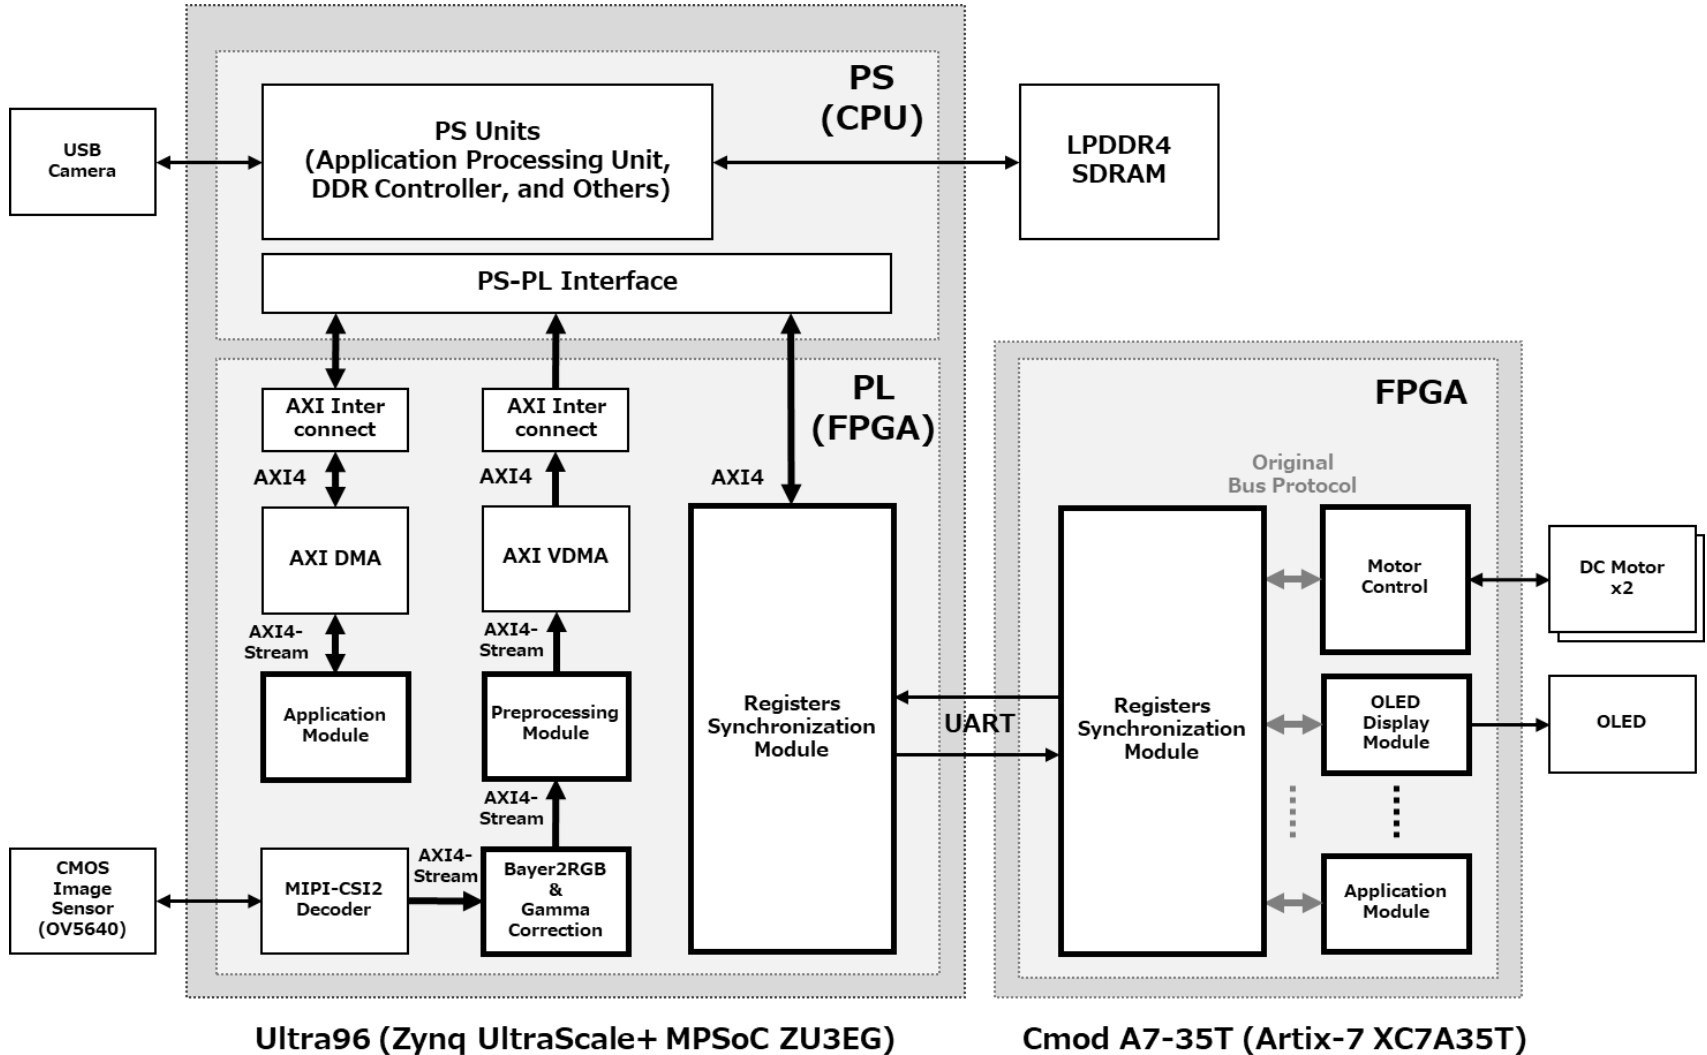 PS
(CPU)
PS Units
(Application Processing Unit,
DDR Controller, and Others)
USB
Camera
LPDDR4
SDRAM
PS-PL Interface
PL
(FPGA)
AXI Inter
connect
AXI Inter
connect
AXI4
AXI4
AXI4
AXI DMA
AXI VDMA
AXI4-
Stream
AXI4-
Stream
Application
Module
Preprocessing
Module
Registers
Synchronization
Module
AXI4-
Stream
AXI4-
Stream
CMOS
Image
Sensor
(OV5640)
MIPI-CSI2
Decoder
Bayer2RGB
&
Gamma
Correction
UART
FPGA
Original
Bus Protocol
Registers
Synchronization
Module
Motor
Control
DC Motor
x2
OLED
Display
Module
OLED
Application
Module
Ultra96 (Zynq UltraScale+ MPSoC ZU3EG)
Cmod A7-35T (Artix-7 XC7A35T)